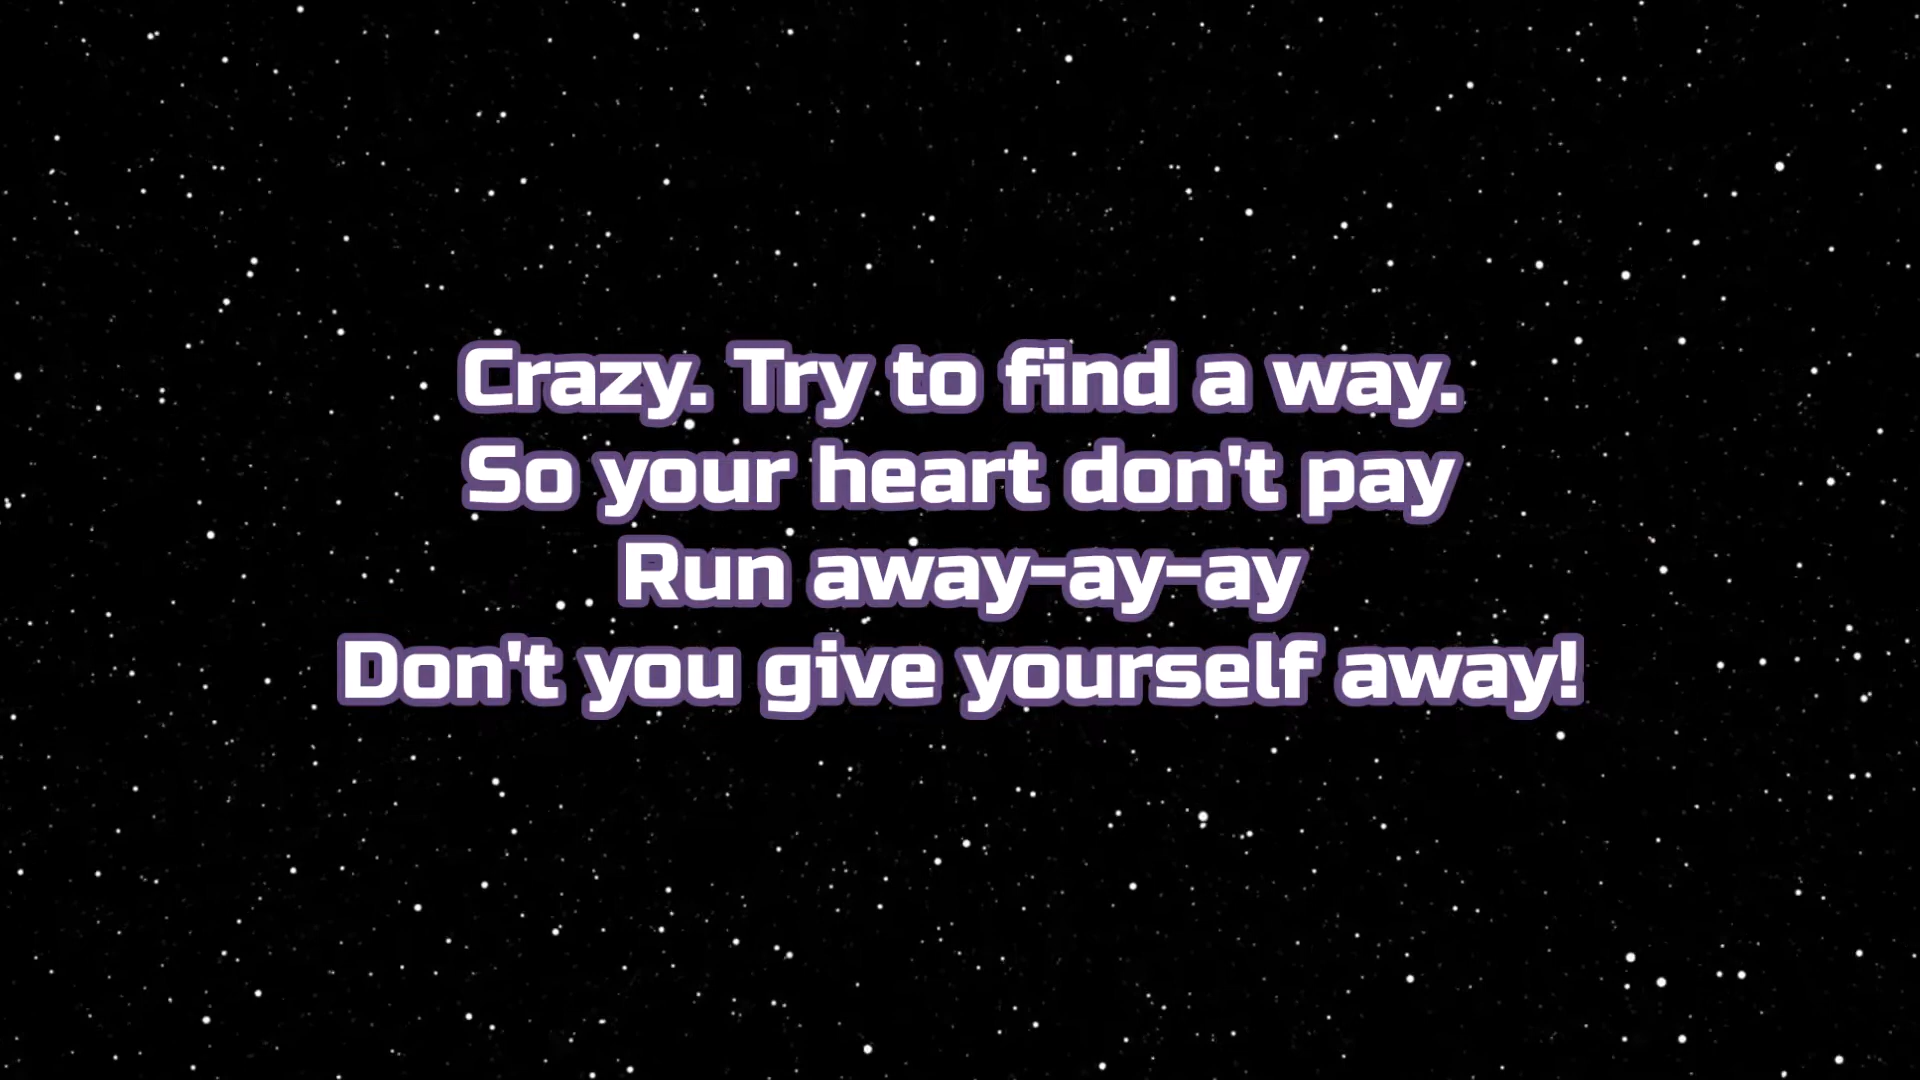 Crazy. Try to find a way.
So your heart don't pay
Run away-ay-ay
Don't you give yourself away!